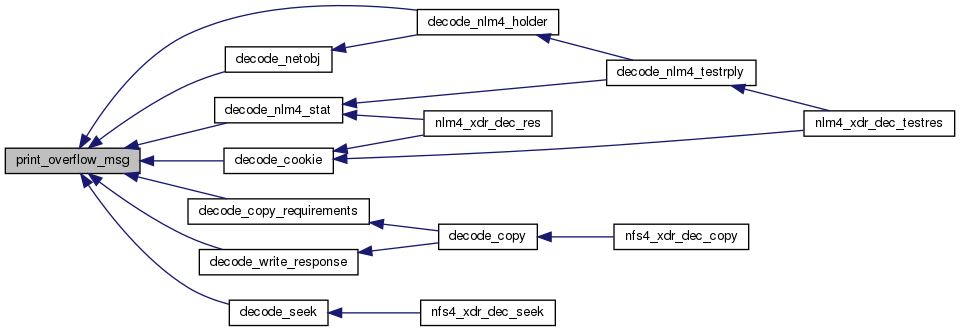 decode_nlm4_holder
decode_netobj
decode_nlm4_testrply
decode_nlm4_stat
nlm4_xdr_dec_res
nlm4_xdr_dec_testres
print_overflow_msg
decode_cookie
decode_copy_requirements
decode_copy
nfs4_xdr_dec_copy
decode_write_response
decode_seek
nfs4_xdr_dec_seek